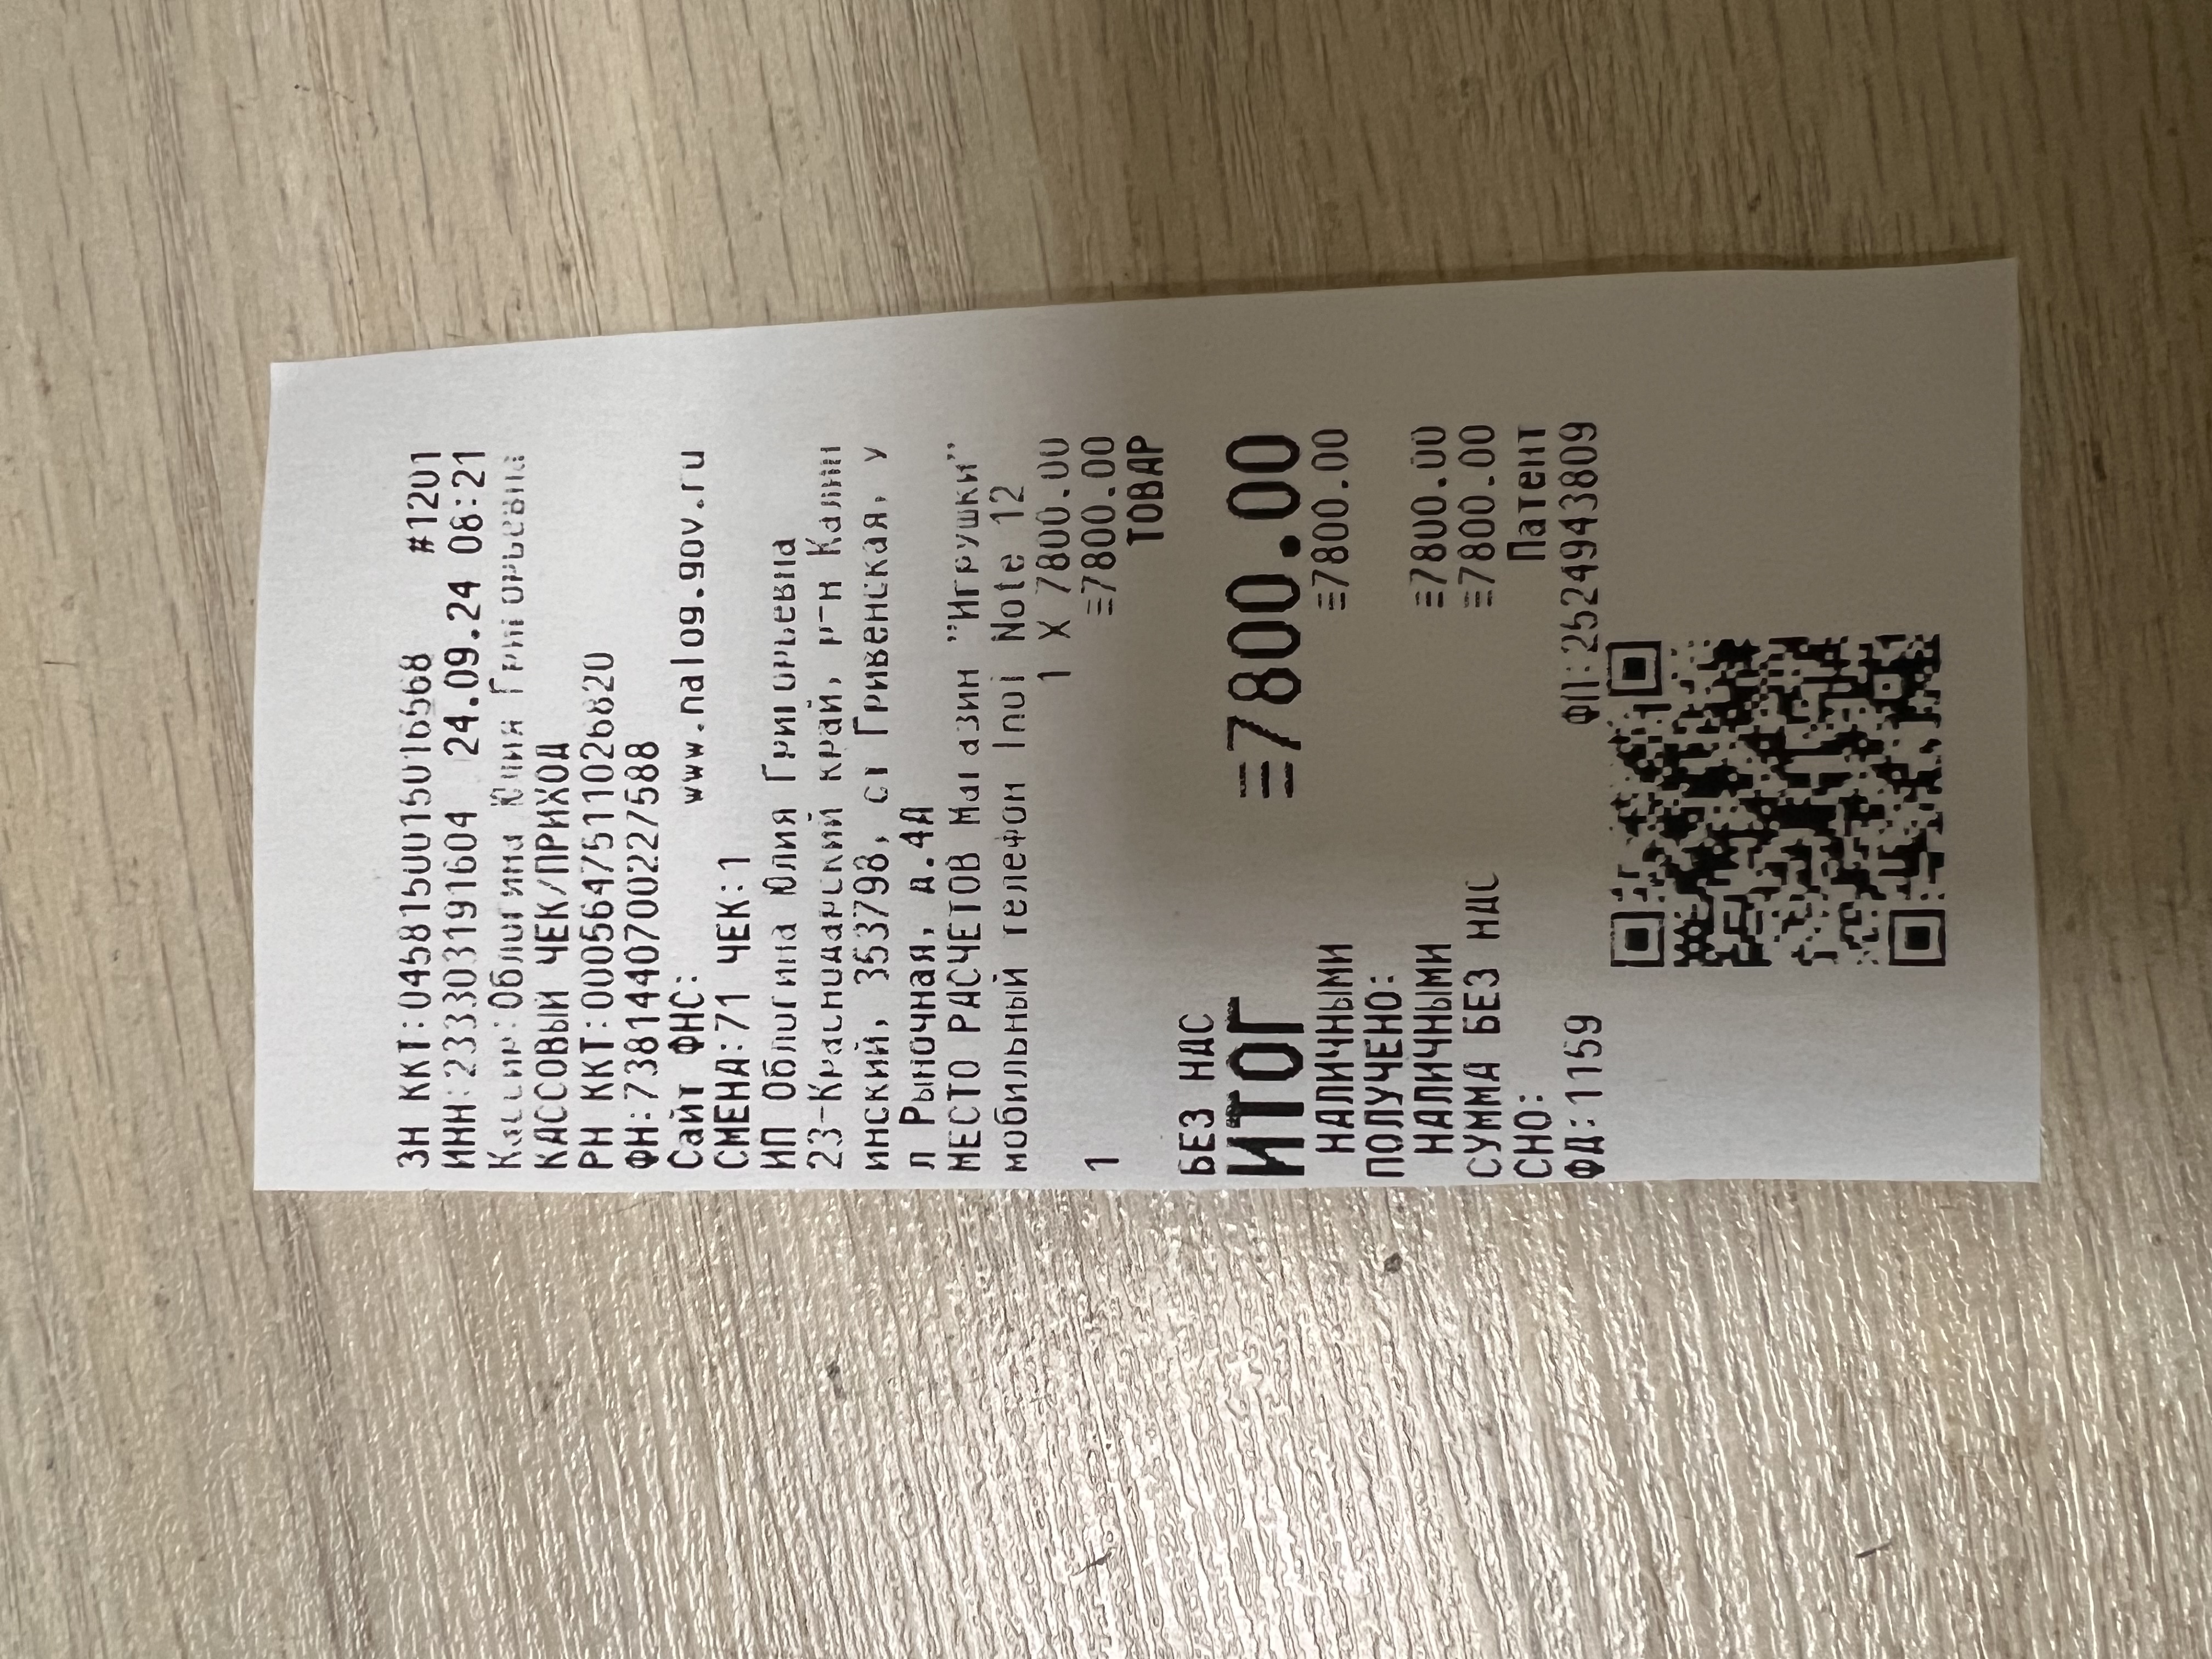 ЗН ККТ:0458150015016568 #1201
ИНН:233303191604 24.09.24 08:21
Кассир:Облогина Юлия Григорьевна
КАССОВЫЙ ЧЕК/ПРИХОД
РН ККТ:0005647511026820
ФН:7381440700227588
Сайт ФНС: www.nalog.gov.ru
СМЕНА:71 ЧЕК:1
ИП Облогина Юлия Григорьевна
23-Краснодарский край, р-н Калин
инский, 353798, ст Гривенская, у
л Рыночная, д.4А
МЕСТО РАСЧЕТОВ Магазин "Игрушки"
мобильный телефон Inoi Note 12
1 X 7800.00
1 ≡7800.00
ТОВАР
БЕЗ НДС
ИТОГ ≡7800.00
НАЛИЧНЫМИ ≡7800.00
ПОЛУЧЕНО:
НАЛИЧНЫМИ ≡7800.00
СУММА БЕЗ НДС ≡7800.00
СНО: Патент
ФД:1159 ФП:2524943809